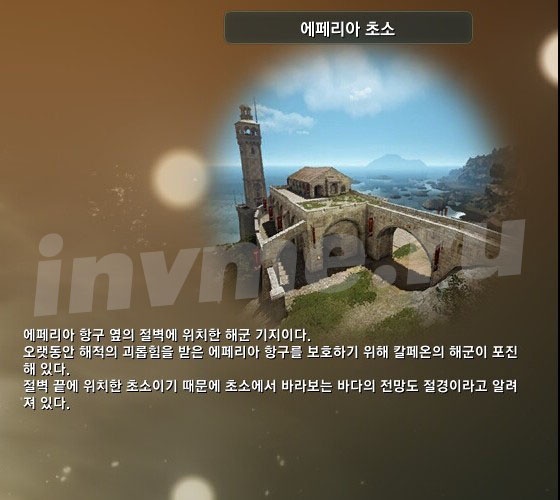 에페리아 초소
invme.ru
에페리아 항구 옆의 절벽에 위치한 해군 기지이다.
오랫동안 해적의 괴롭힘을 받은 에페리아 항구를 보호하기 위해 칼페온의 해군이 포진
해 있다.
절벽 끝에 위치한 초소이기 때문에 초소에서 바라보는 바다의 전망도 절경이라고 알려
져 있다.